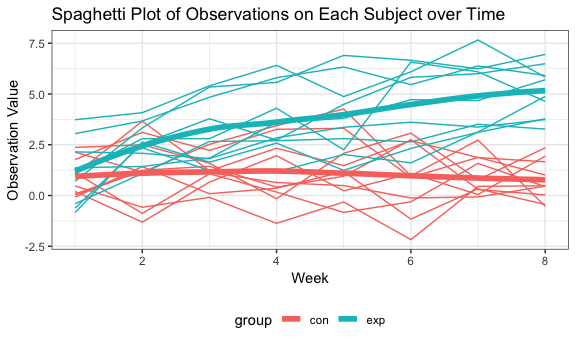 Spaghetti Plot of Observations on Each Subject over Time
7.5
5.0
2.5
0.0
-2.5
Observation Value
2 4 6 8
Week
group con exp